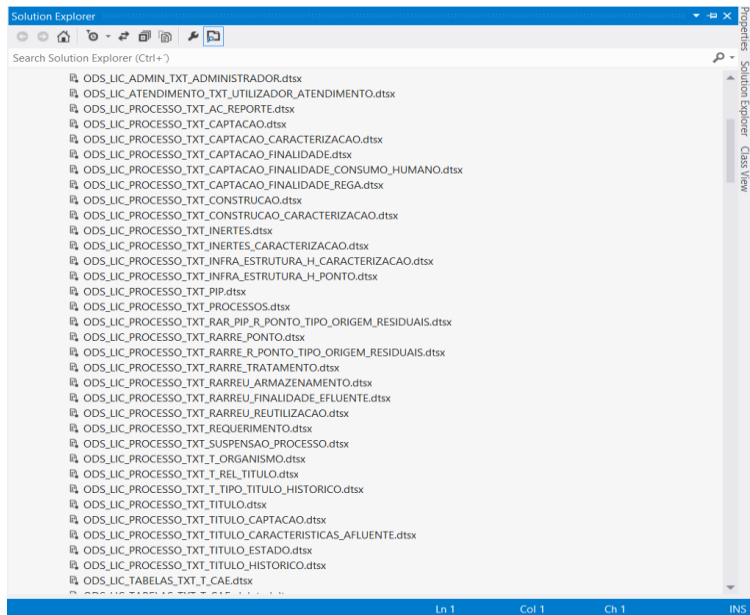 Solution Explorer
Search Solution Explorer (Ctrl+´)
ODS_LIC_ADMIN_TXT_ADMINISTRADOR.dtsx
ODS_LIC_ATENDIMENTO_TXT_UTILIZADOR_ATENDIMENTO.dtsx
ODS_LIC_PROCESSO_TXT_AC_REPORTE.dtsx
ODS_LIC_PROCESSO_TXT_CAPTACAO.dtsx
ODS_LIC_PROCESSO_TXT_CAPTACAO_CARACTERIZACAO.dtsx
ODS_LIC_PROCESSO_TXT_CAPTACAO_FINALIDADE.dtsx
ODS_LIC_PROCESSO_TXT_CAPTACAO_FINALIDADE_CONSUMO_HUMANO.dtsx
ODS_LIC_PROCESSO_TXT_CAPTACAO_FINALIDADE_REGA.dtsx
ODS_LIC_PROCESSO_TXT_CONSTRUCAO.dtsx
ODS_LIC_PROCESSO_TXT_CONSTRUCAO_CARACTERIZACAO.dtsx
ODS_LIC_PROCESSO_TXT_INERTES.dtsx
ODS_LIC_PROCESSO_TXT_INERTES_CARACTERIZACAO.dtsx
ODS_LIC_PROCESSO_TXT_INFRA_ESTRUTURA_H_CARACTERIZACAO.dtsx
ODS_LIC_PROCESSO_TXT_INFRA_ESTRUTURA_H_PONTO.dtsx
ODS_LIC_PROCESSO_TXT_PIP.dtsx
ODS_LIC_PROCESSO_TXT_PROCESSOS.dtsx
ODS_LIC_PROCESSO_TXT_RAR_PIP_R_PONTO_TIPO_ORIGEM_RESIDUAIS.dtsx
ODS_LIC_PROCESSO_TXT_RARRE_PONTO.dtsx
ODS_LIC_PROCESSO_TXT_RARRE_R_PONTO_TIPO_ORIGEM_RESIDUAIS.dtsx
ODS_LIC_PROCESSO_TXT_RARRE_TRATAMENTO.dtsx
ODS_LIC_PROCESSO_TXT_RARREU_ARMAZENAMENTO.dtsx
ODS_LIC_PROCESSO_TXT_RARREU_FINALIDADE_EFLUENTE.dtsx
ODS_LIC_PROCESSO_TXT_RARREU_REUTILIZACAO.dtsx
ODS_LIC_PROCESSO_TXT_REQUERIMENTO.dtsx
ODS_LIC_PROCESSO_TXT_SUSPENSAO_PROCESSO.dtsx
ODS_LIC_PROCESSO_TXT_T_ORGANISMO.dtsx
ODS_LIC_PROCESSO_TXT_T_REL_TITULO.dtsx
ODS_LIC_PROCESSO_TXT_T_TIPO_TITULO_HISTORICO.dtsx
ODS_LIC_PROCESSO_TXT_TITULO.dtsx
ODS_LIC_PROCESSO_TXT_TITULO_CAPTACAO.dtsx
ODS_LIC_PROCESSO_TXT_TITULO_CARACTERISTICAS_AFLUENTE.dtsx
ODS_LIC_PROCESSO_TXT_TITULO_ESTADO.dtsx
ODS_LIC_PROCESSO_TXT_TITULO_HISTORICO.dtsx
ODS_LIC_TABELAS_TXT_T_CAE.dtsx
Ln 1 Col 1 Ch 1 INS
Properties
Solution Explorer
Class View